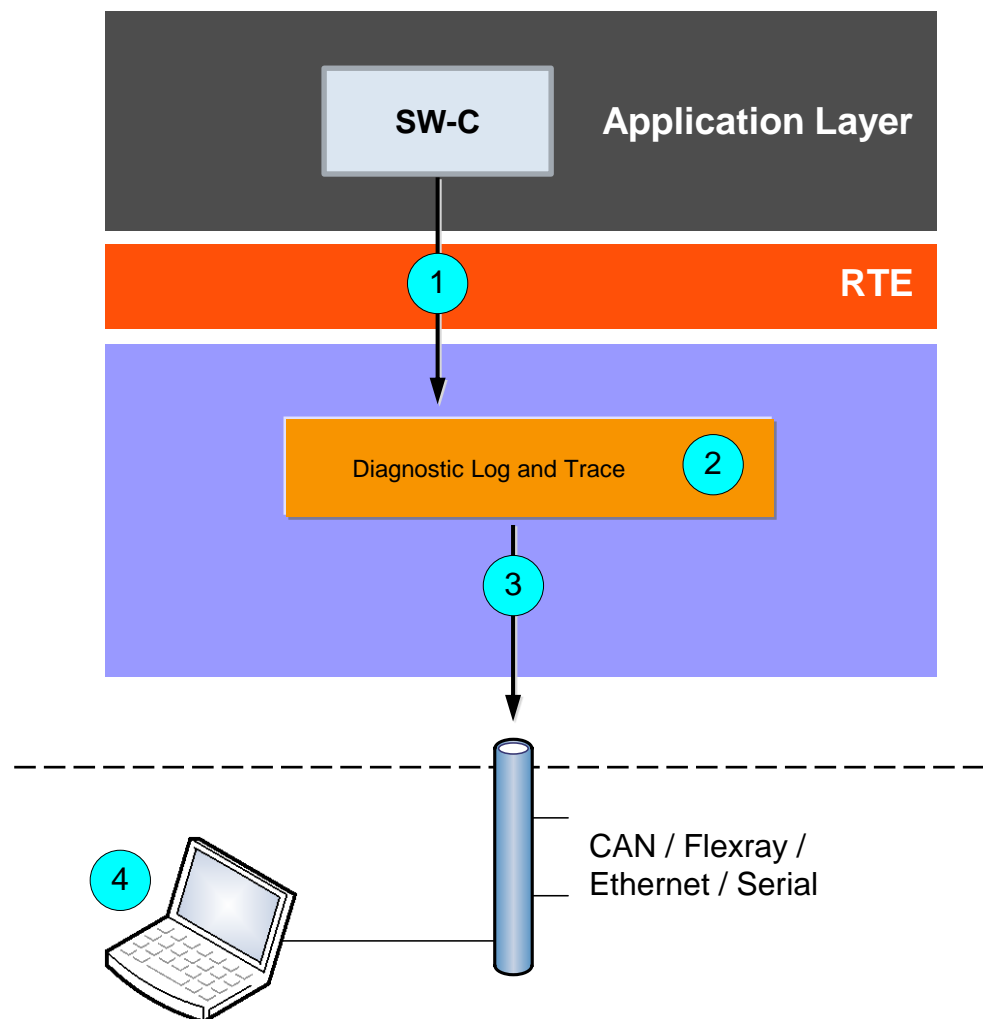 SW-C
Application Layer
1
RTE
Diagnostic Log and Trace
2
3
CAN / Flexray /
Ethernet / Serial
4